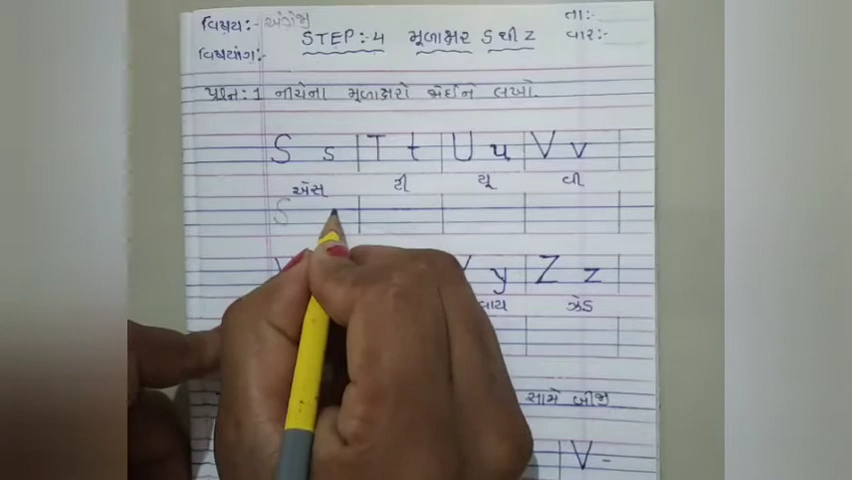 વિષય:- અંગ્રેજી
STEP:-4 મૂળાક્ષર S થી Z
તા:-
વાર:-
વિષયાંગ:-
પ્રશ્ન:1 નીચેના મૂળાક્ષરો જોઈને લખો.
S s T t U u V v
એસ ટી યૂ વી
S
y Z z
વાય ઝેડ
સામે બીજી
V -